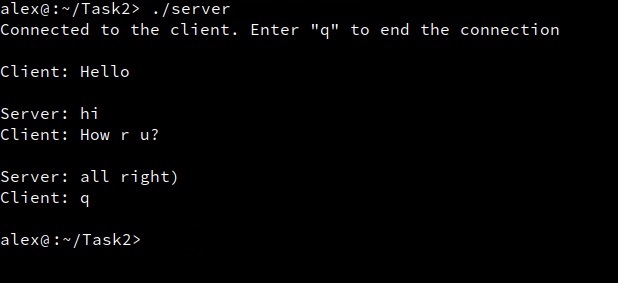 alex@:~/Task2> ./server
Connected to the client. Enter "q" to end the connection
Client: Hello
Server: hi
Client: How r u?
Server: all right)
Client: q
alex@:~/Task2>